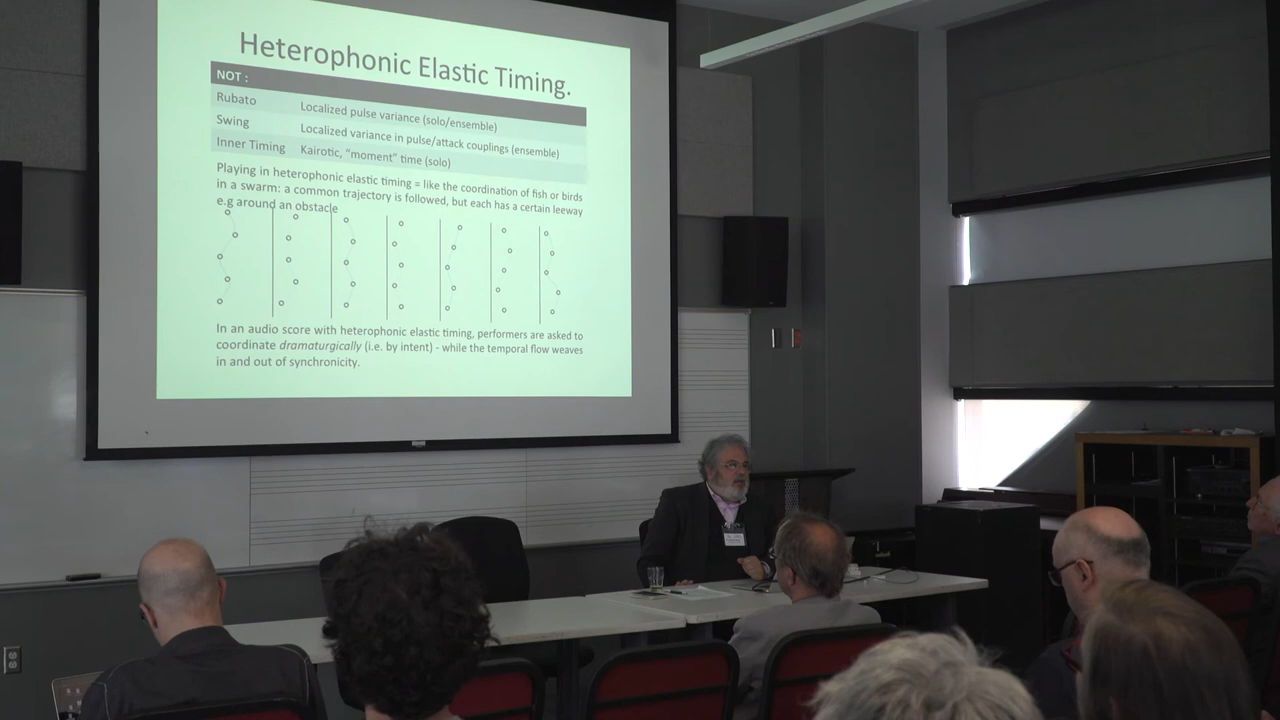 Heterophonic Elastic Timing.
NOT :
Rubato Localized pulse variance (solo/ensemble)
Swing Localized variance in pulse/attack couplings (ensemble)
Inner Timing Kairotic, "moment" time (solo)
Playing in heterophonic elastic timing = like the coordination of fish or birds
in a swarm: a common trajectory is followed, but each has a certain leeway
e.g around an obstacle
In an audio score with heterophonic elastic timing, performers are asked to
coordinate dramaturgically (i.e. by intent) - while the temporal flow weaves
in and out of synchronicity.